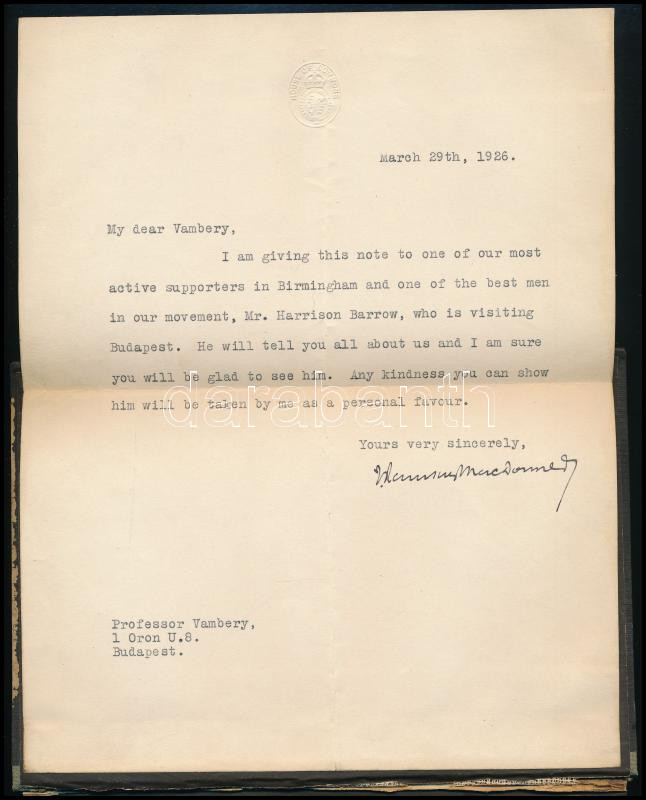 HOUSE OF COMMONS
March 29th, 1926.
My dear Vambery,
I am giving this note to one of our most
active supporters in Birmingham and one of the best men
in our movement, Mr. Harrison Barrow, who is visiting
Budapest. He will tell you all about us and I am sure
you will be glad to see him. Any kindness you can show
him will be taken by me as a personal favour.
Yours very sincerely,
J. Ramsay MacDonald
Professor Vambery,
1 Oron U.8.
Budapest.
darabanth